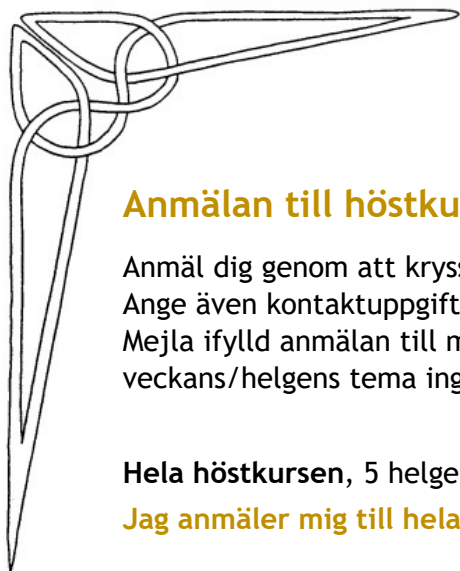 Anmälan till höstku
Anmäl dig genom att krys
Ange även kontaktuppgift
Mejla ifylld anmälan till m
veckans/helgens tema ing
Hela höstkursen, 5 helge
Jag anmäler mig till hela